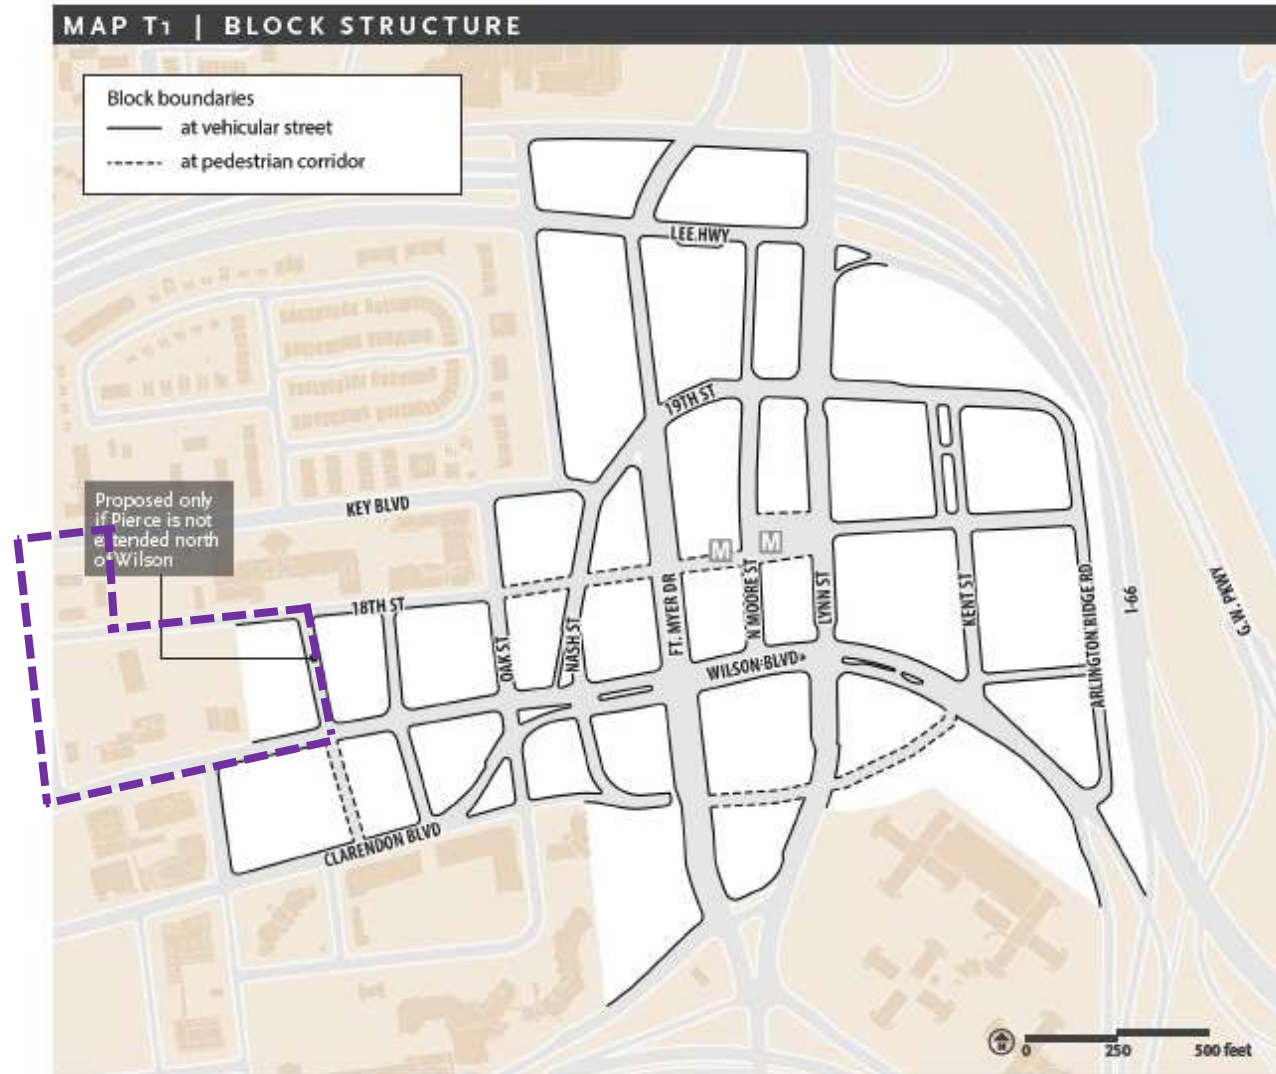 MAP T1 | BLOCK STRUCTURE
Block boundaries
at vehicular street
at pedestrian corridor
LEE HWY
19TH ST
KEY BLVD
Proposed only
if Pierce is not
extended north
of Wilson
M
M
18TH ST
OAK ST
NASH ST
FT. MYER DR
N MOORE ST
LYNN ST
KENT ST
ARLINGTON RIDGE RD
I-66
G.W. PKWY
WILSON BLVD
CLARENDON BLVD
N
0 250 500 feet